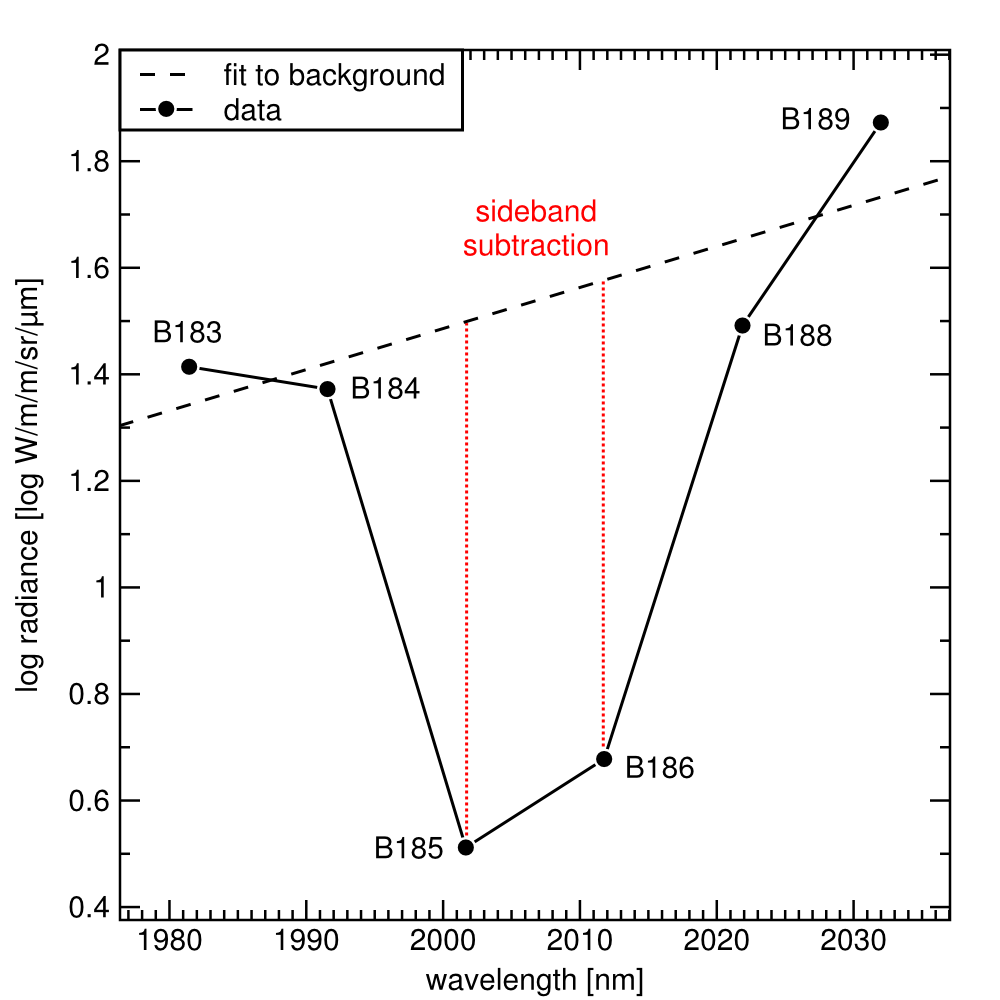 2
fit to background
data
B189
1.8
sideband
subtraction
1.6
B183
B188
1.4
B184
1.2
log radiance [log W/m/m/sr/µm]
1
0.8
B186
0.6
B185
0.4
1980 1990 2000 2010 2020 2030
wavelength [nm]